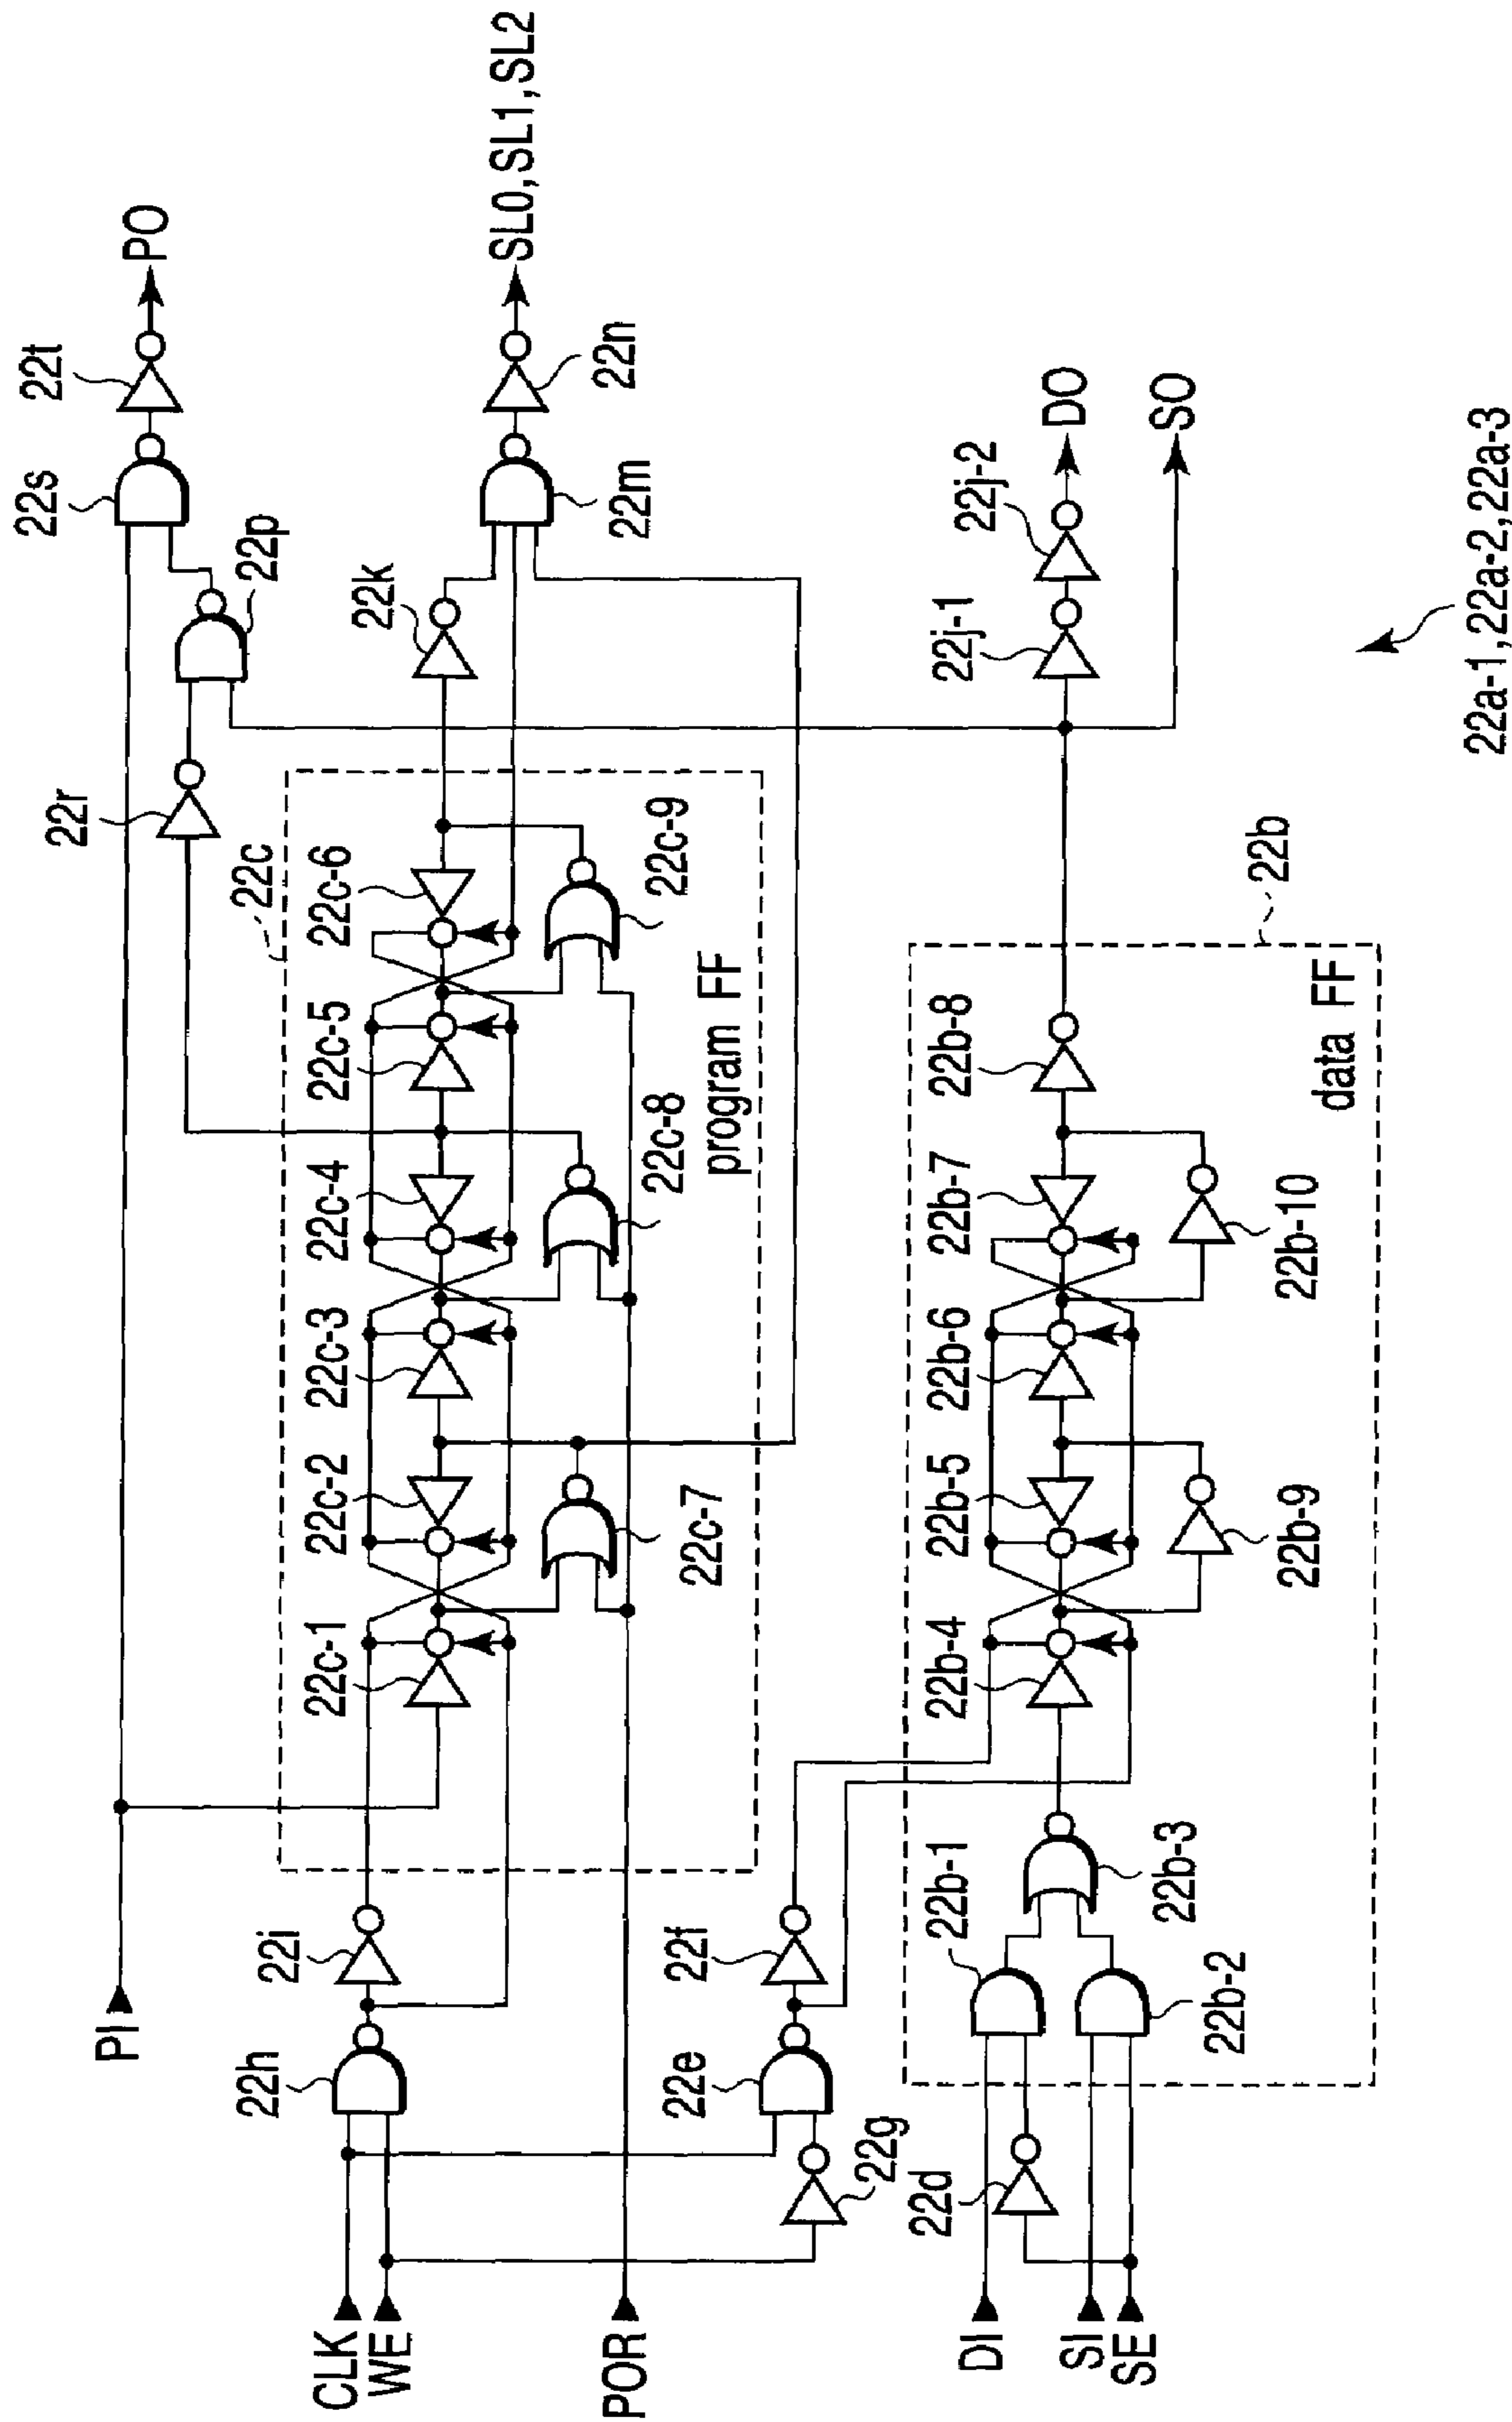 PI
PO
22t
22s
22p
22r
22c
22h
22i
CLK
WE
22c-1
22c-2
22c-3
22c-4
22c-5
22c-6
22k
SL0,SL1,SL2
22n
22m
22c-7
22c-8
22c-9
program FF
POR
22e
22f
22g
22d
DI
SI
SE
22b-1
22b-2
22b-3
22b-4
22b-5
22b-6
22b-7
22b-8
22b-9
22b-10
data FF
22b
22j-1
22j-2
DO
SO
22a-1,22a-2,22a-3